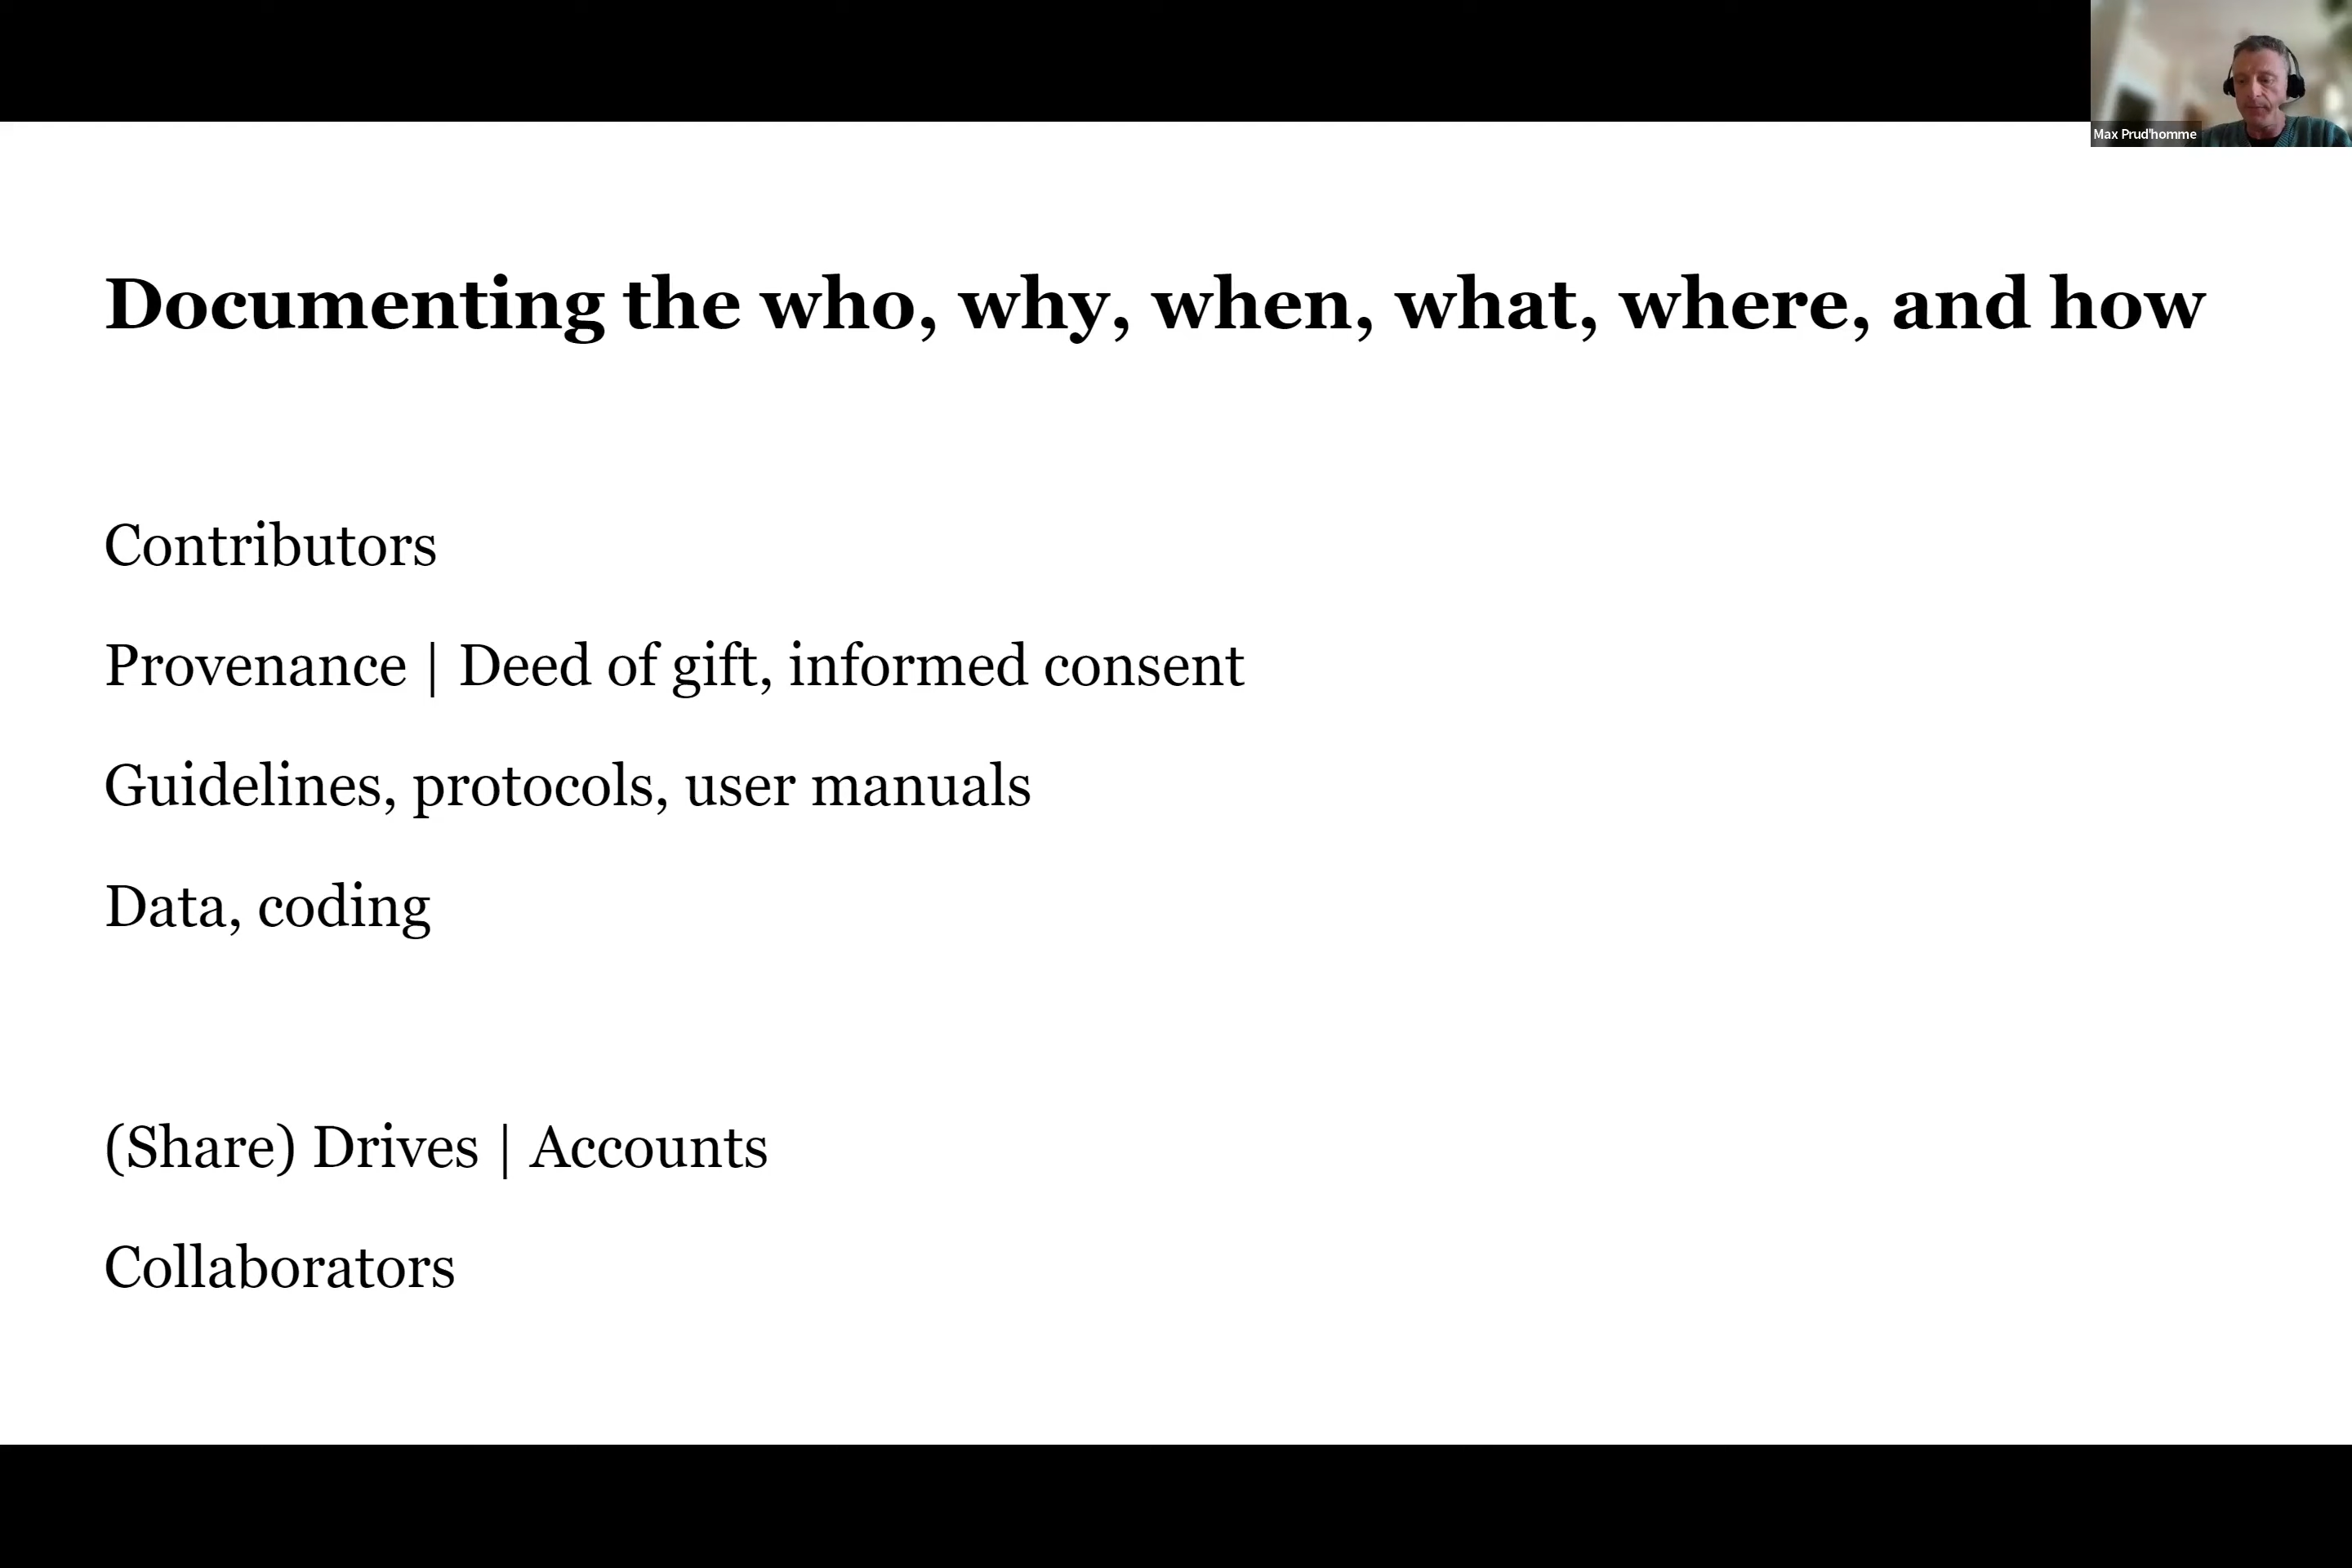 Max Prud'homme
Documenting the who, why, when, what, where, and how
Contributors
Provenance | Deed of gift, informed consent
Guidelines, protocols, user manuals
Data, coding
(Share) Drives | Accounts
Collaborators